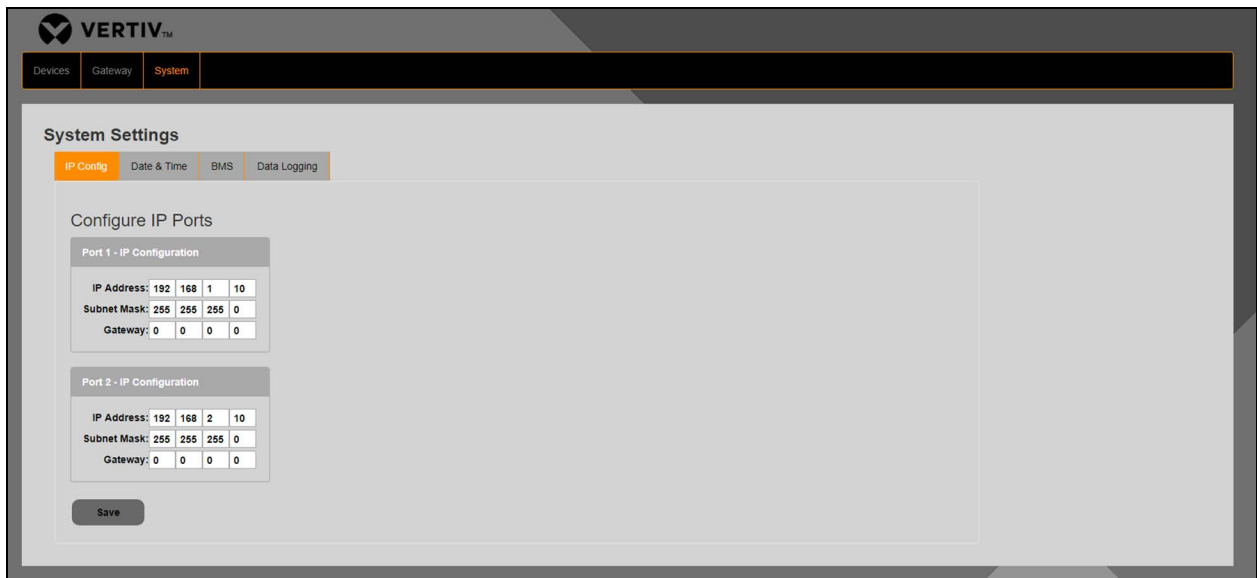 VERTIV™
Devices Gateway System
System Settings
IP Config Date & Time BMS Data Logging
Configure IP Ports
Port 1 - IP Configuration
IP Address: 192 168 1 10
Subnet Mask: 255 255 255 0
Gateway: 0 0 0 0
Port 2 - IP Configuration
IP Address: 192 168 2 10
Subnet Mask: 255 255 255 0
Gateway: 0 0 0 0
Save